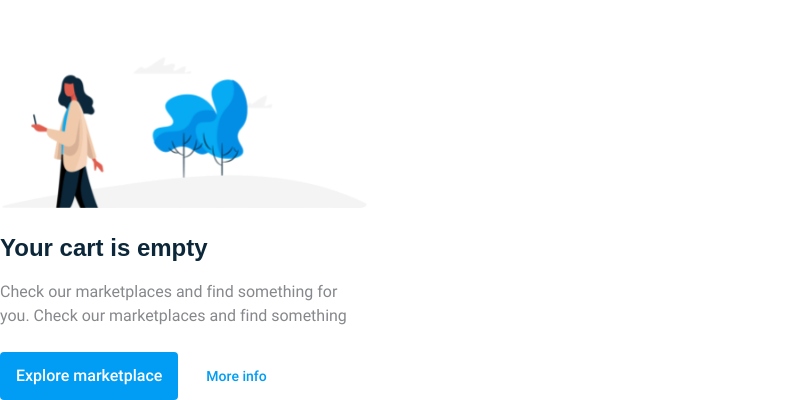 Your cart is empty
Check our marketplaces and find something for
you. Check our marketplaces and find something
Explore marketplace
More info